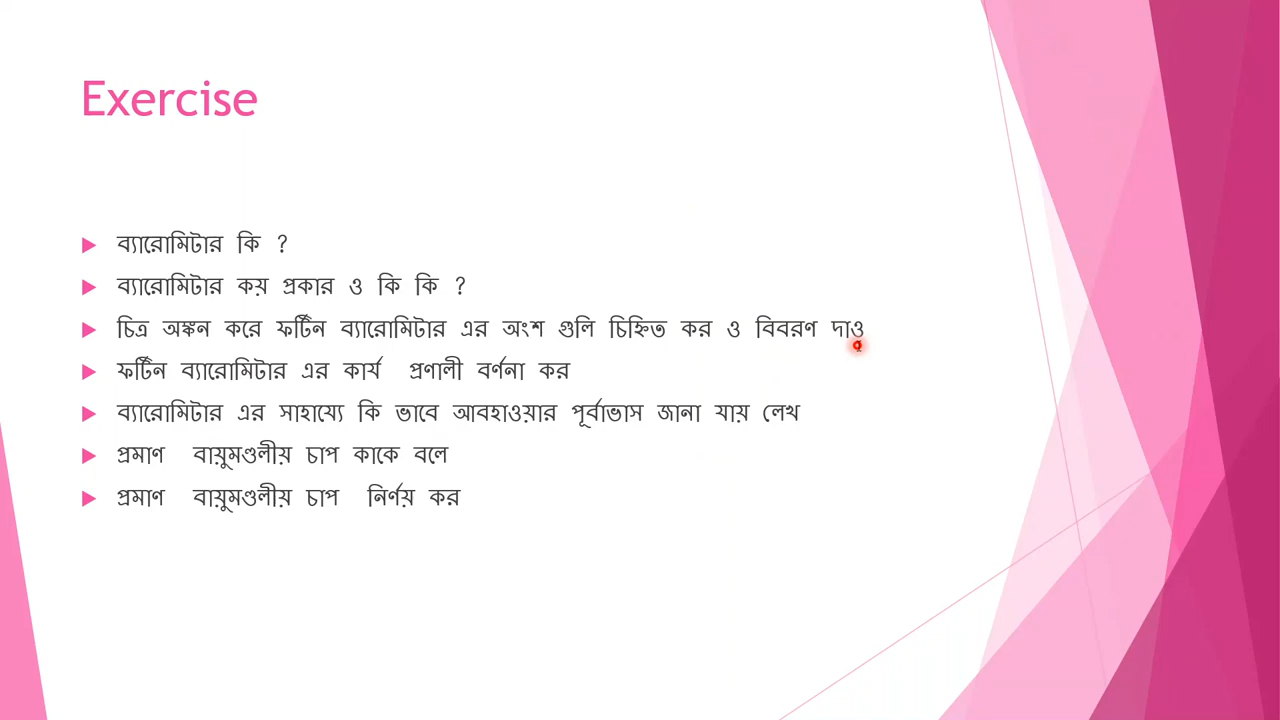 Exercise
ব্যারোমিটার কি ?
ব্যারোমিটার কয় প্রকার ও কি কি ?
চিত্র অঙ্কন করে ফর্টিন ব্যারোমিটার এর অংশ গুলি চিহ্নিত কর ও বিবরণ দাও
ফর্টিন ব্যারোমিটার এর কার্য প্রণালী বর্ণনা কর
ব্যারোমিটার এর সাহায্যে কি ভাবে আবহাওয়ার পূর্বাভাস জানা যায় লেখ
প্রমাণ বায়ুমণ্ডলীয় চাপ কাকে বলে
প্রমাণ বায়ুমণ্ডলীয় চাপ নির্ণয় কর